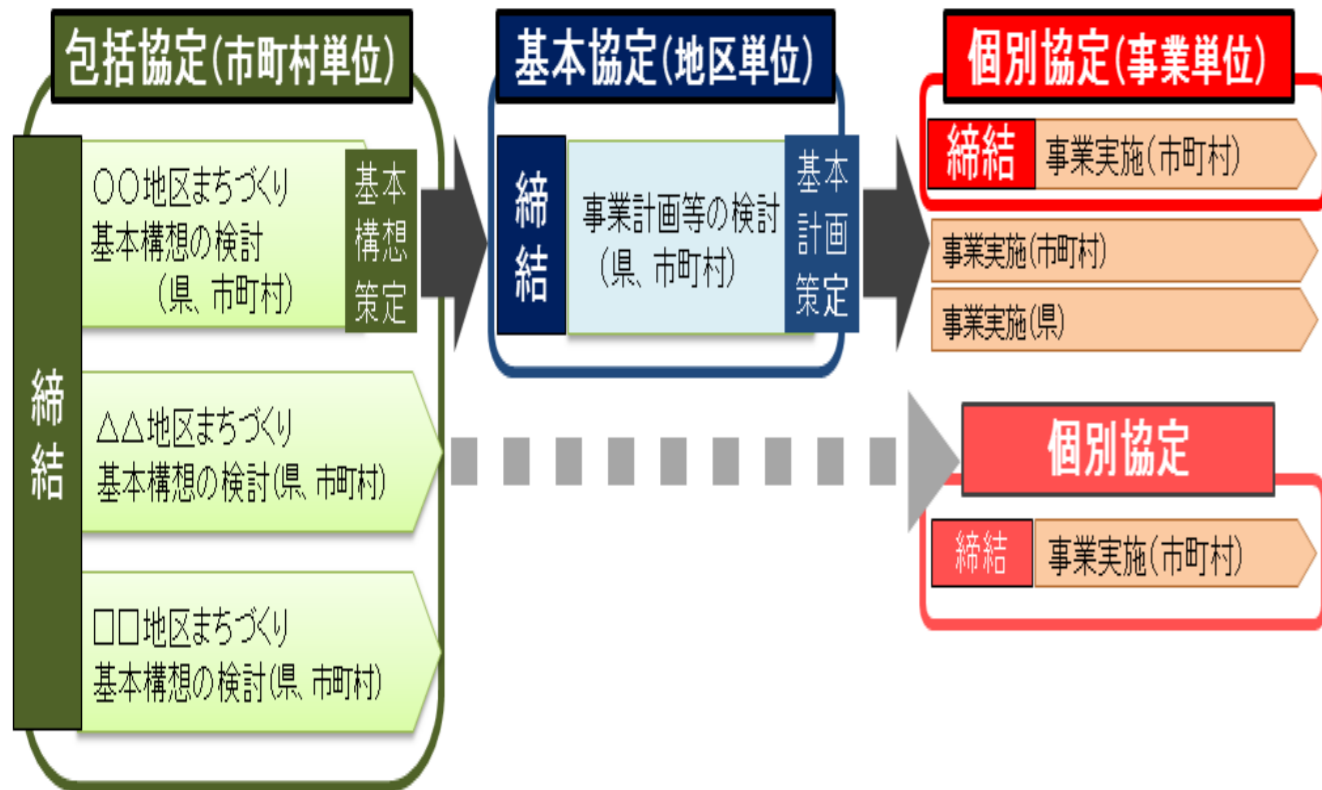 包括協定(市町村単位)
締結
○○地区まちづくり
基本構想の検討
(県、市町村)
基本
構想
策定
△△地区まちづくり
基本構想の検討(県、市町村)
□□地区まちづくり
基本構想の検討(県、市町村)
基本協定(地区単位)
締結
事業計画等の検討
(県、市町村)
基本
計画
策定
個別協定(事業単位)
締結
事業実施(市町村)
事業実施(市町村)
事業実施(県)
個別協定
締結
事業実施(市町村)